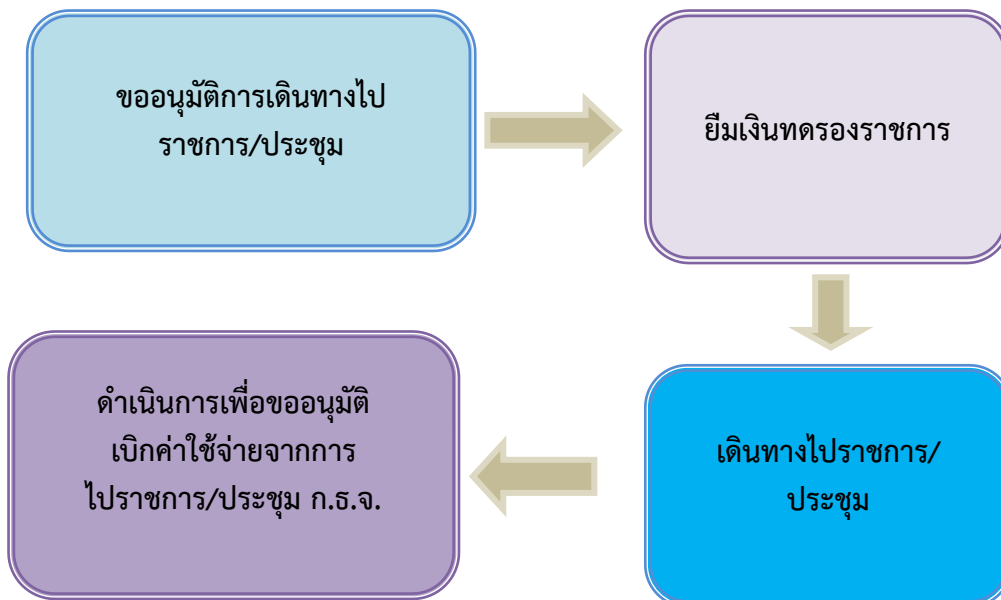 ขออนุมัติการเดินทางไป
ราชการ/ประชุม
ยืมเงินทดรองราชการ
เดินทางไปราชการ/
ประชุม
ดำเนินการเพื่อขออนุมัติ
เบิกค่าใช้จ่ายจากการ
ไปราชการ/ประชุม ก.ธ.จ.